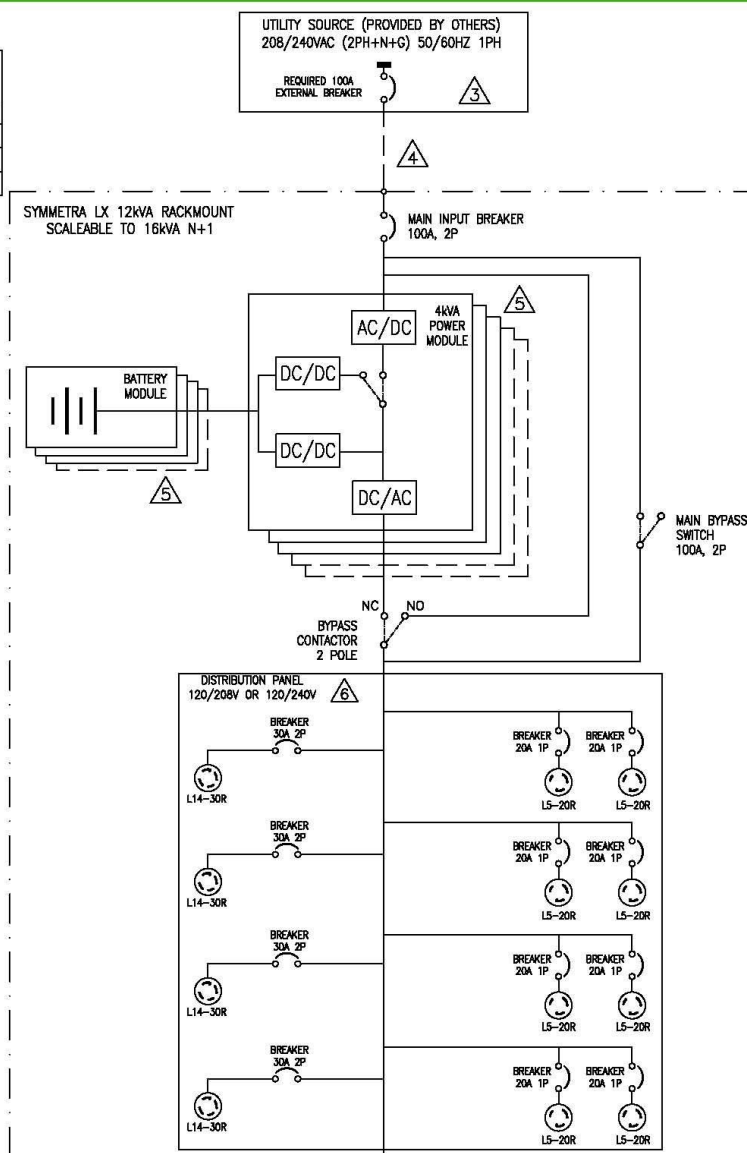 UTILITY SOURCE (PROVIDED BY OTHERS)
208/240VAC (2PH+N+G) 50/60HZ 1PH
REQUIRED 100A
EXTERNAL BREAKER
3
4
SYMMETRA LX 12kVA RACKMOUNT
SCALEABLE TO 16kVA N+1
MAIN INPUT BREAKER
100A, 2P
AC/DC
4kVA
POWER
MODULE
5
BATTERY
MODULE
DC/DC
DC/DC
5
DC/AC
MAIN BYPASS
SWITCH
100A, 2P
NC
NO
BYPASS
CONTACTOR
2 POLE
DISTRIBUTION PANEL
120/208V OR 120/240V
6
BREAKER
30A 2P
L14-30R
BREAKER
20A 1P
L5-20R
BREAKER
20A 1P
L5-20R
BREAKER
30A 2P
L14-30R
BREAKER
20A 1P
L5-20R
BREAKER
20A 1P
L5-20R
BREAKER
30A 2P
L14-30R
BREAKER
20A 1P
L5-20R
BREAKER
20A 1P
L5-20R
BREAKER
30A 2P
L14-30R
BREAKER
20A 1P
L5-20R
BREAKER
20A 1P
L5-20R